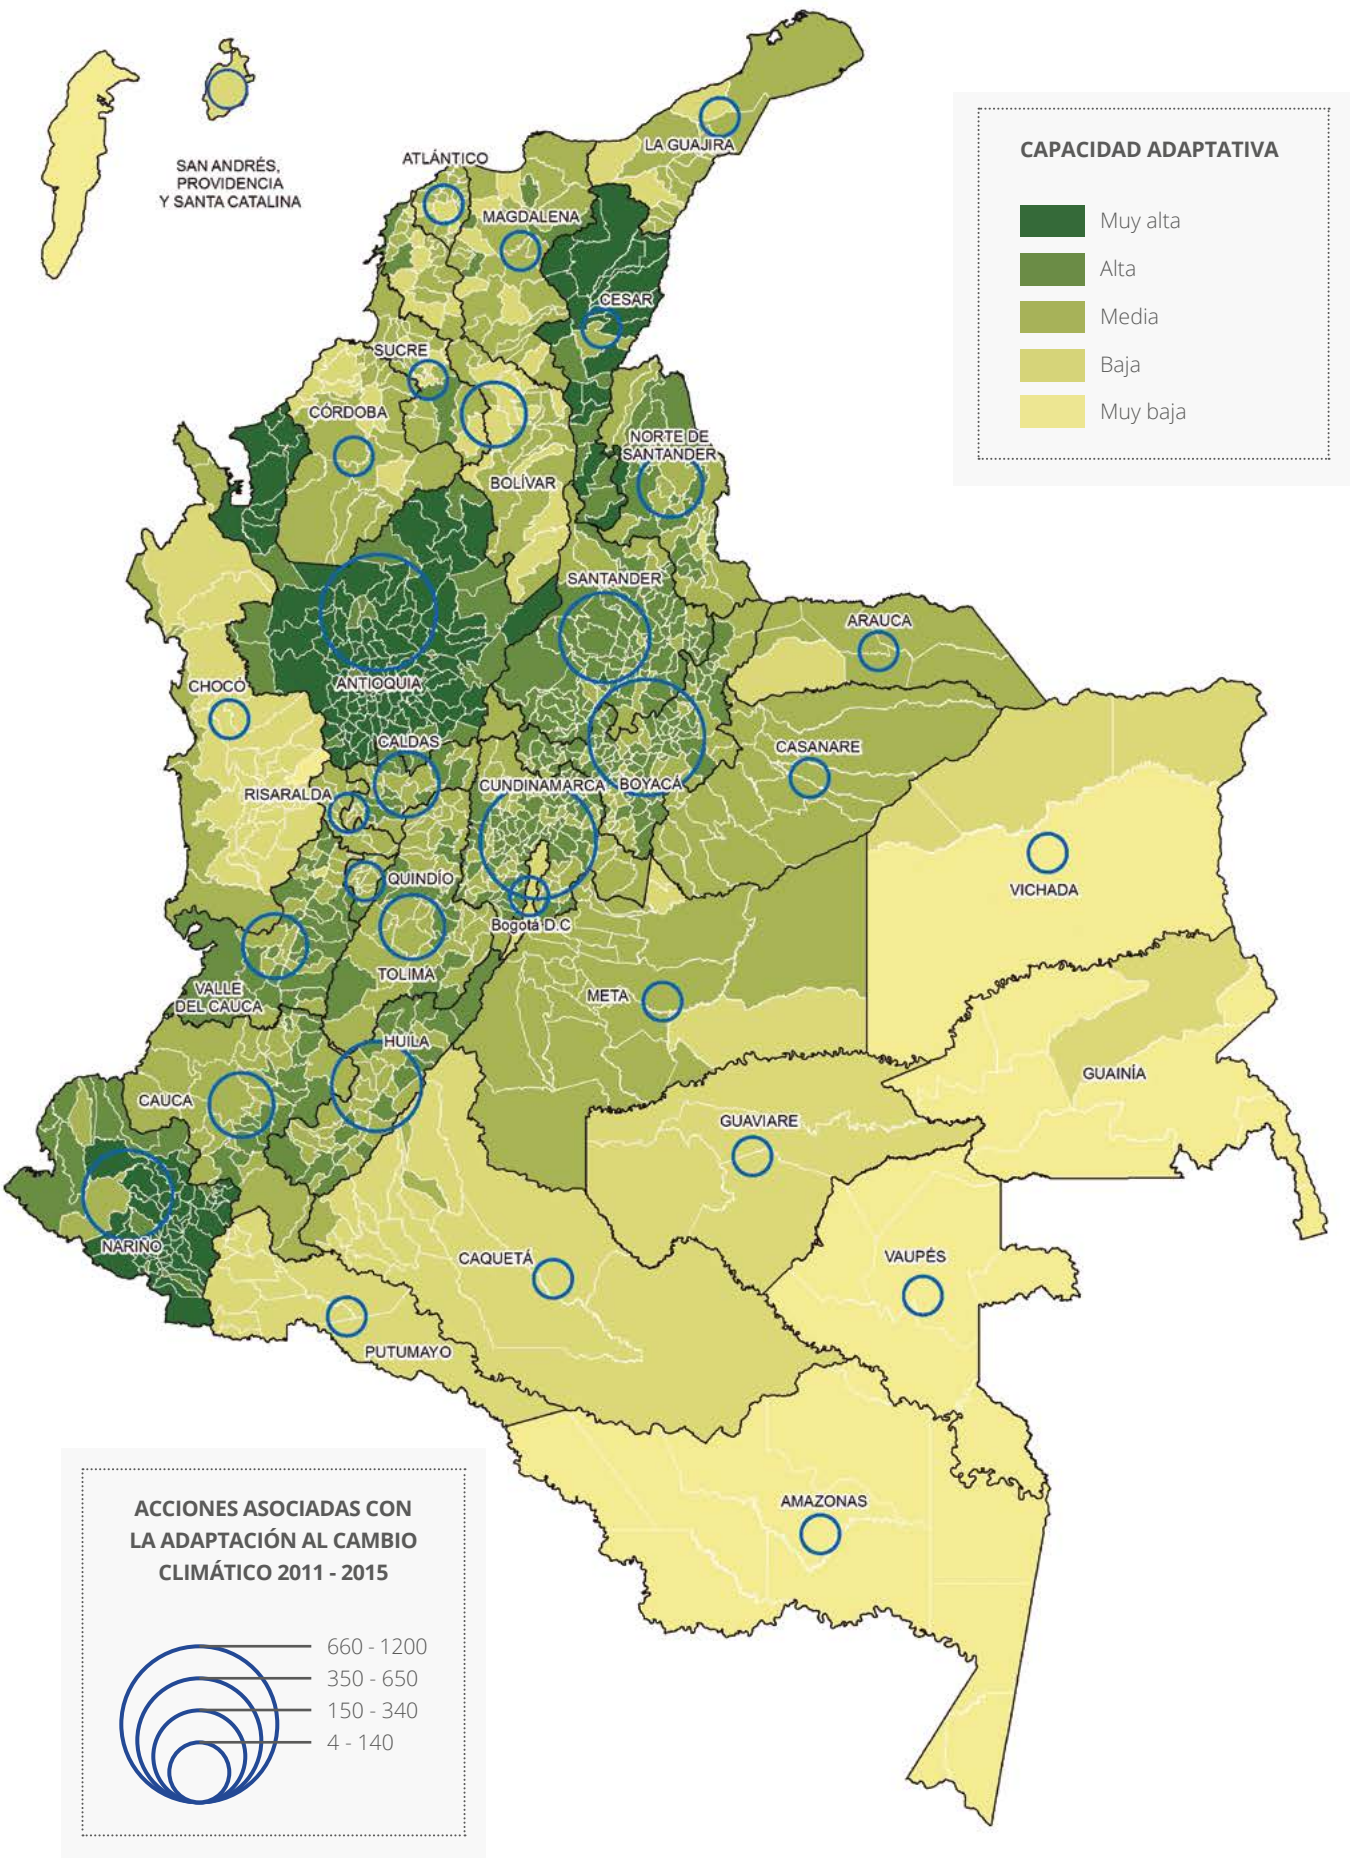 SAN ANDRÉS,
PROVIDENCIA
Y SANTA CATALINA
ATLÁNTICO
LA GUAJIRA
MAGDALENA
CESAR
SUCRE
CÓRDOBA
NORTE DE
SANTANDER
BOLÍVAR
SANTANDER
ARAUCA
CHOCÓ
ANTIOQUIA
CALDAS
CASANARE
CUNDINAMARCA
BOYACÁ
RISARALDA
QUINDÍO
VICHADA
Bogotá D.C
TOLIMA
VALLE
DEL CAUCA
META
HUILA
GUAINÍA
CAUCA
GUAVIARE
NARIÑO
CAQUETÁ
VAUPÉS
PUTUMAYO
AMAZONAS
CAPACIDAD ADAPTATIVA
Muy alta
Alta
Media
Baja
Muy baja
ACCIONES ASOCIADAS CON
LA ADAPTACIÓN AL CAMBIO
CLIMÁTICO 2011 - 2015
660 - 1200
350 - 650
150 - 340
4 - 140